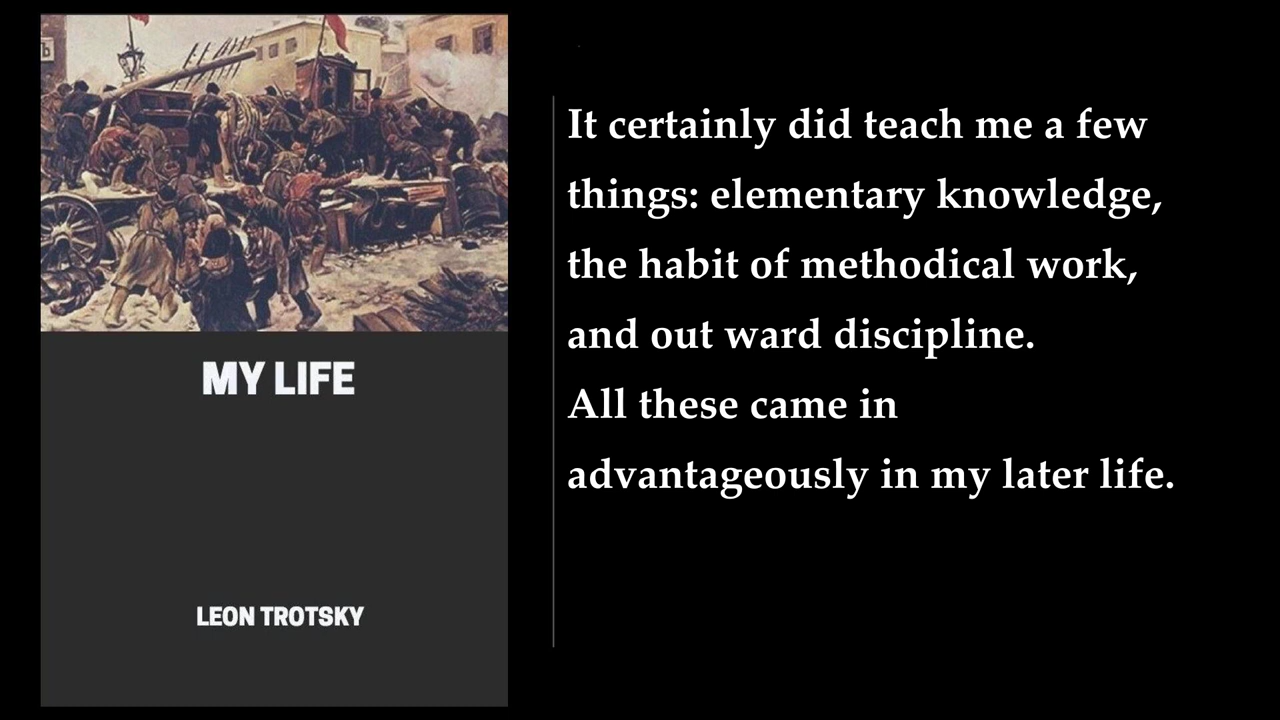 MY LIFE
LEON TROTSKY
It certainly did teach me a few
things: elementary knowledge,
the habit of methodical work,
and out ward discipline.
All these came in
advantageously in my later life.